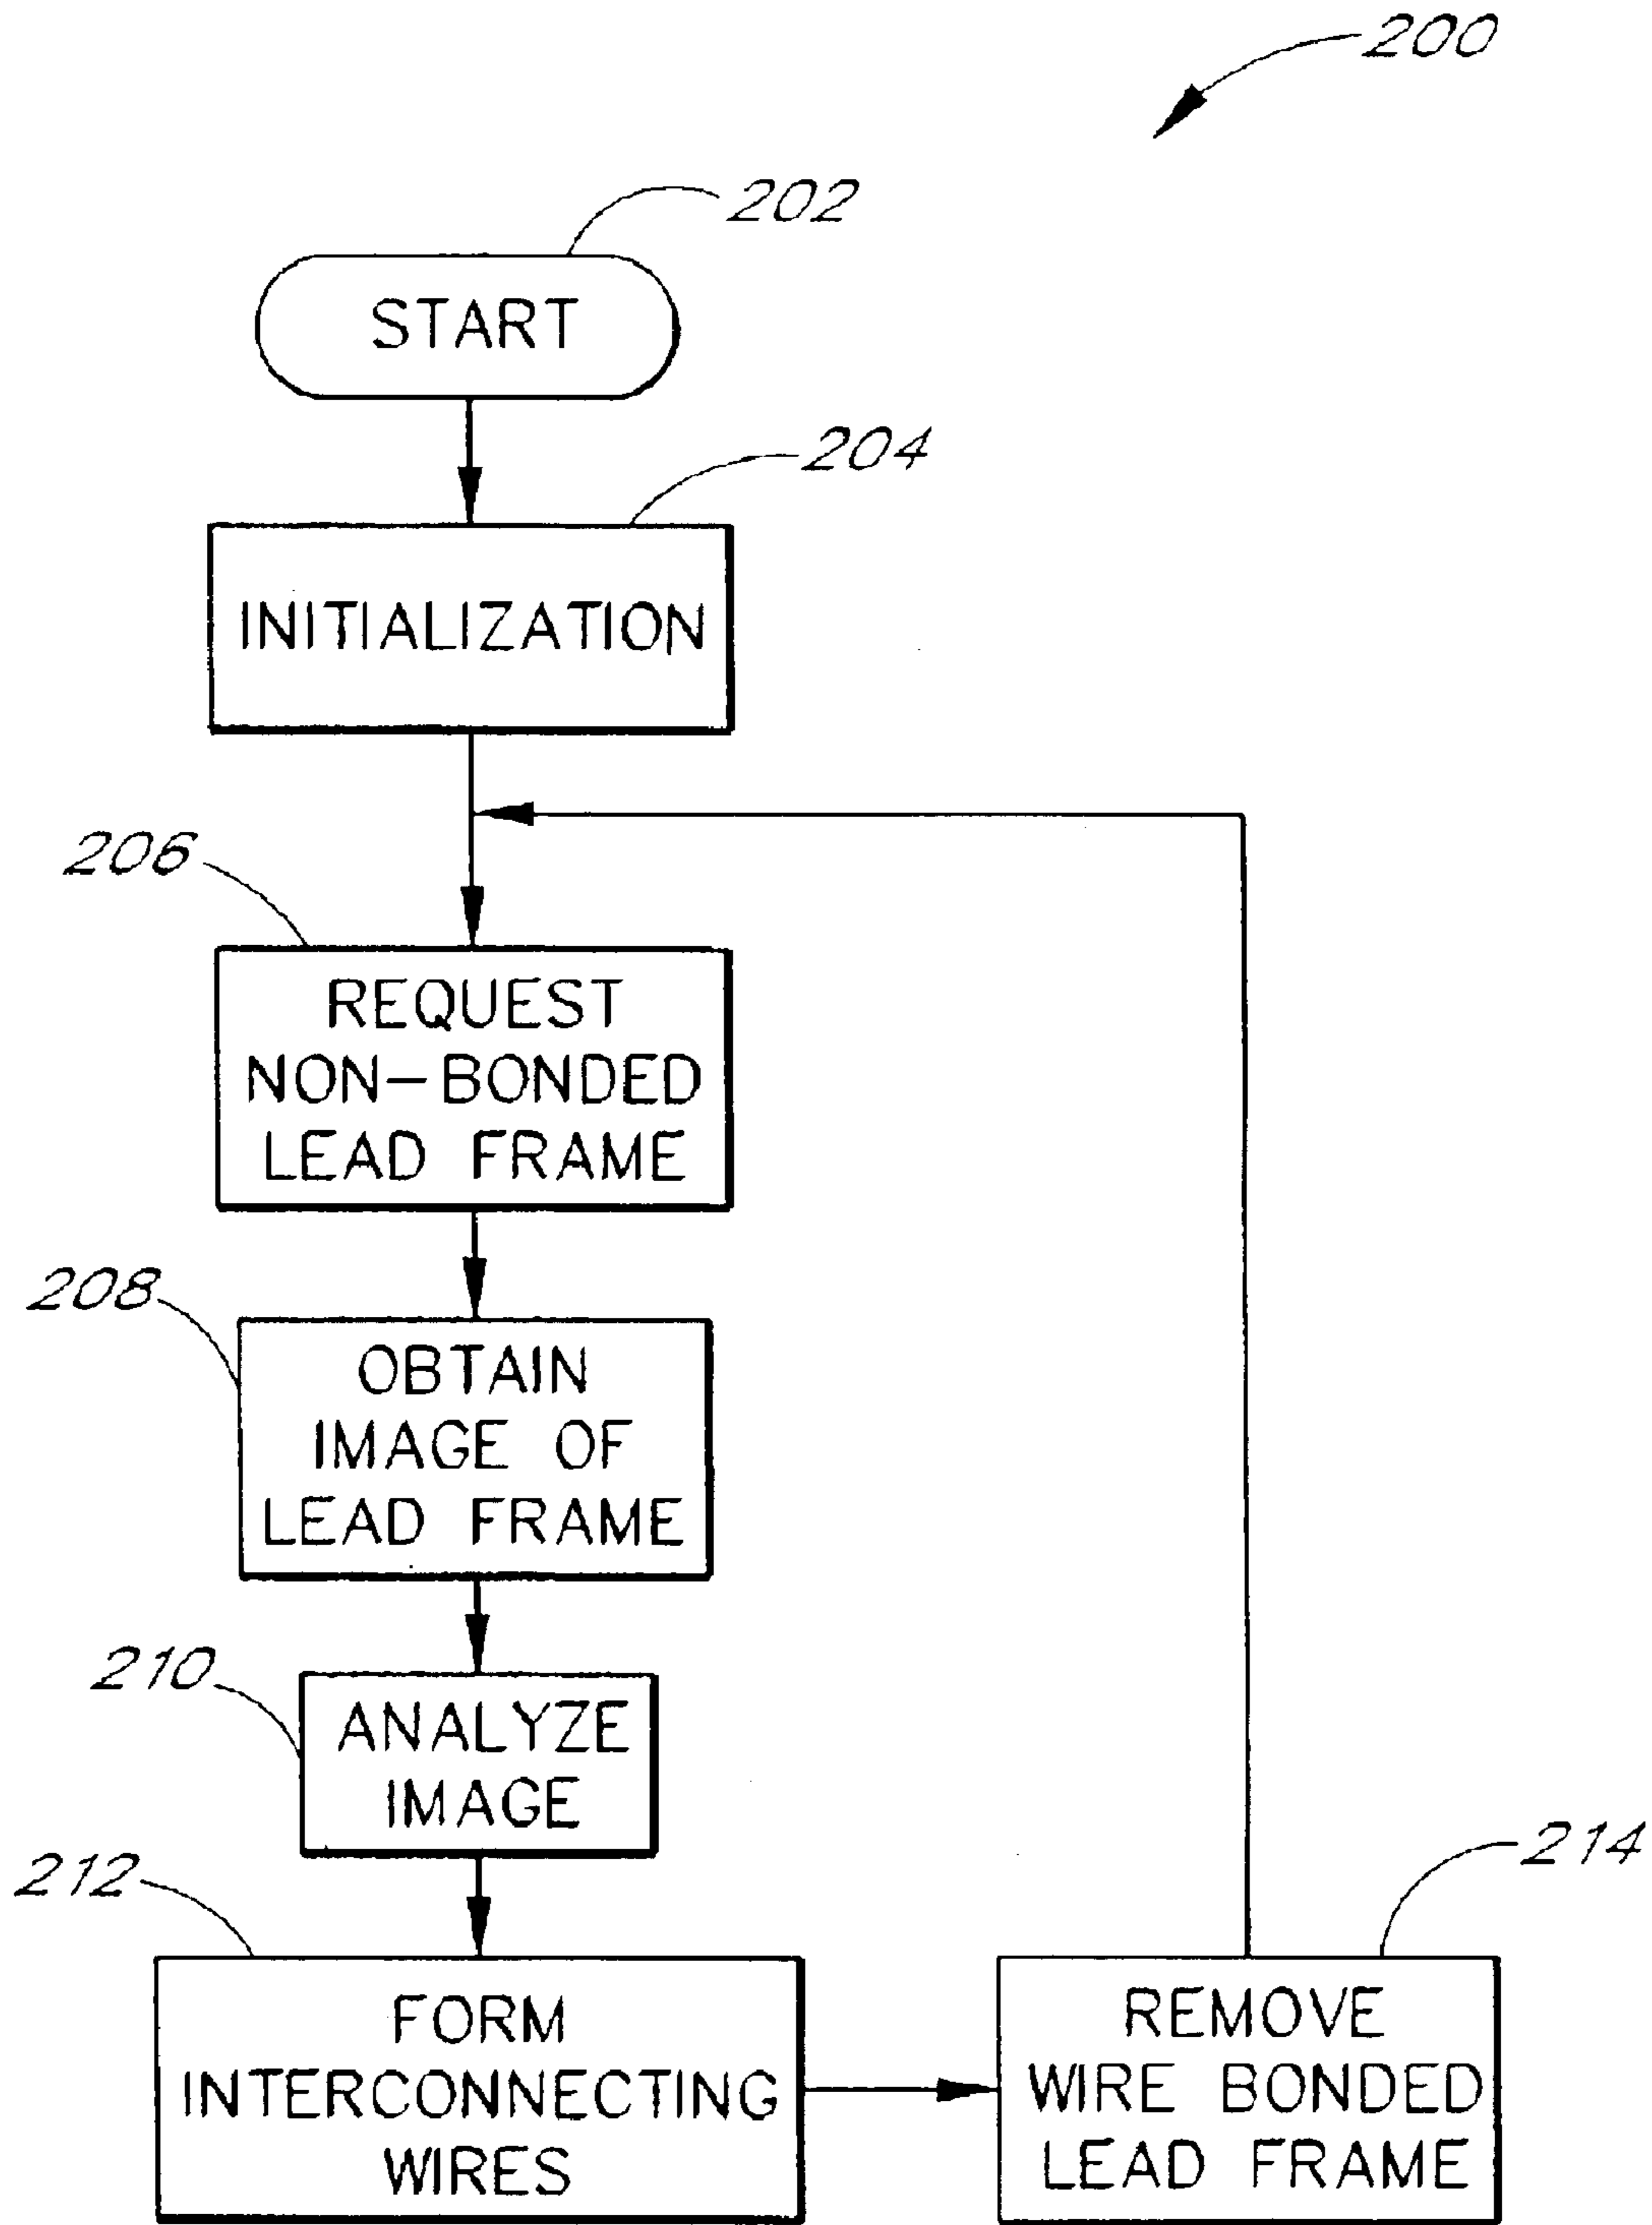 200
202
START
204
INITIALIZATION
206
REQUEST
NON-BONDED
LEAD FRAME
208
OBTAIN
IMAGE OF
LEAD FRAME
210
ANALYZE
IMAGE
212
FORM
INTERCONNECTING
WIRES
214
REMOVE
WIRE BONDED
LEAD FRAME